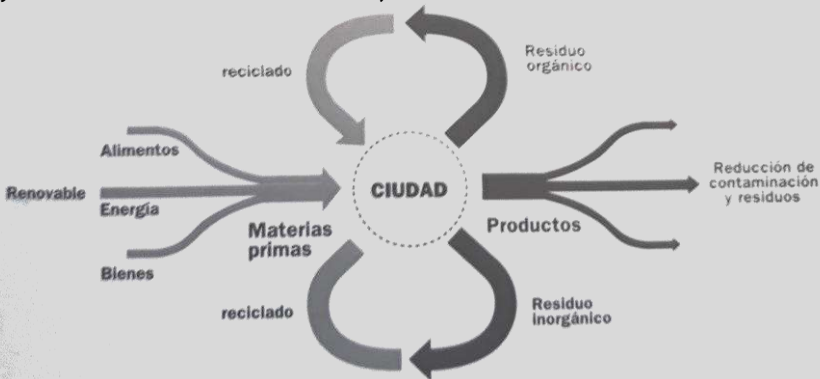 reciclado
Residuo
orgánico
Alimentos
Renovable
Energía
Bienes
Materias
primas
CIUDAD
Productos
Reducción de
contaminación
y residuos
reciclado
Residuo
inorgánico